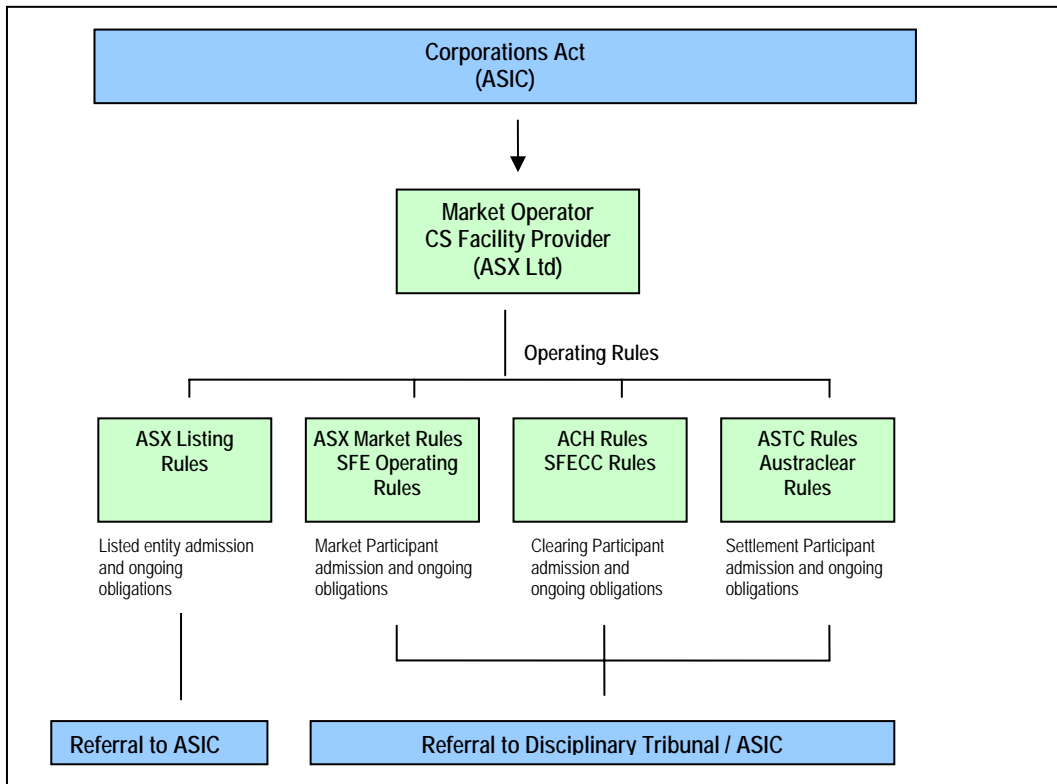 Corporations Act
(ASIC)
Market Operator
CS Facility Provider
(ASX Ltd)
Operating Rules
ASX Listing
Rules
ASX Market Rules
SFE Operating
Rules
ACH Rules
SFECC Rules
ASTC Rules
Austraclear
Rules
Listed entity admission
and ongoing
obligations
Market Participant
admission and ongoing
obligations
Clearing Participant
admission and
ongoing obligations
Settlement Participant
admission and ongoing
obligations
Referral to ASIC
Referral to Disciplinary Tribunal / ASIC